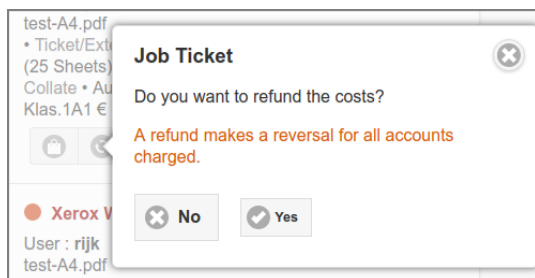 test-A4.pdf
• Ticket/Ext
(25 Sheets)
Collate • Au
Klas.1A1 €
Job Ticket
Do you want to refund the costs?
A refund makes a reversal for all accounts
charged.
No
Yes
Xerox
User : rijk
test-A4.pdf